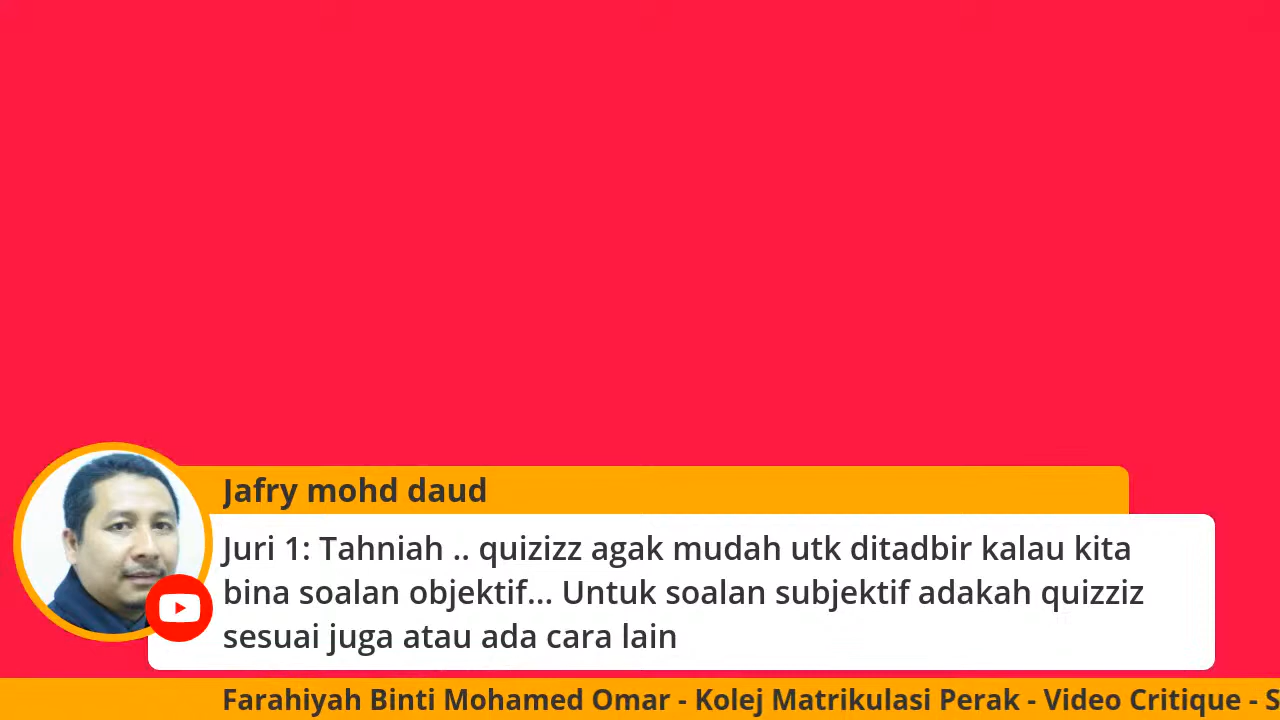 Jafry mohd daud
Juri 1: Tahniah .. quizizz agak mudah utk ditadbir kalau kita
bina soalan objektif... Untuk soalan subjektif adakah quizziz
sesuai juga atau ada cara lain
Farahiyah Binti Mohamed Omar - Kolej Matrikulasi Perak - Video Critique - S